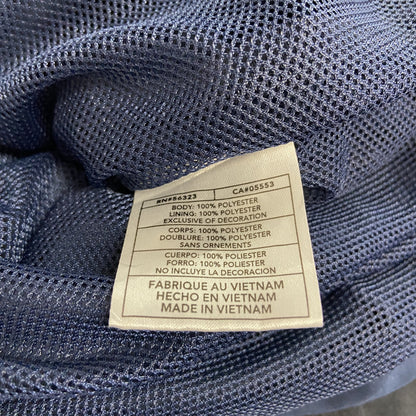 RN#56323 CA#05553
BODY: 100% POLYESTER
LINING: 100% POLYESTER
EXCLUSIVE OF DECORATION
CORPS: 100% POLYESTER
DOUBLURE: 100% POLYESTER
SANS ORNEMENTS
CUERPO: 100% POLIESTER
FORRO: 100% POLIESTER
NO INCLUYE LA DECORACION
FABRIQUE AU VIETNAM
HECHO EN VIETNAM
MADE IN VIETNAM